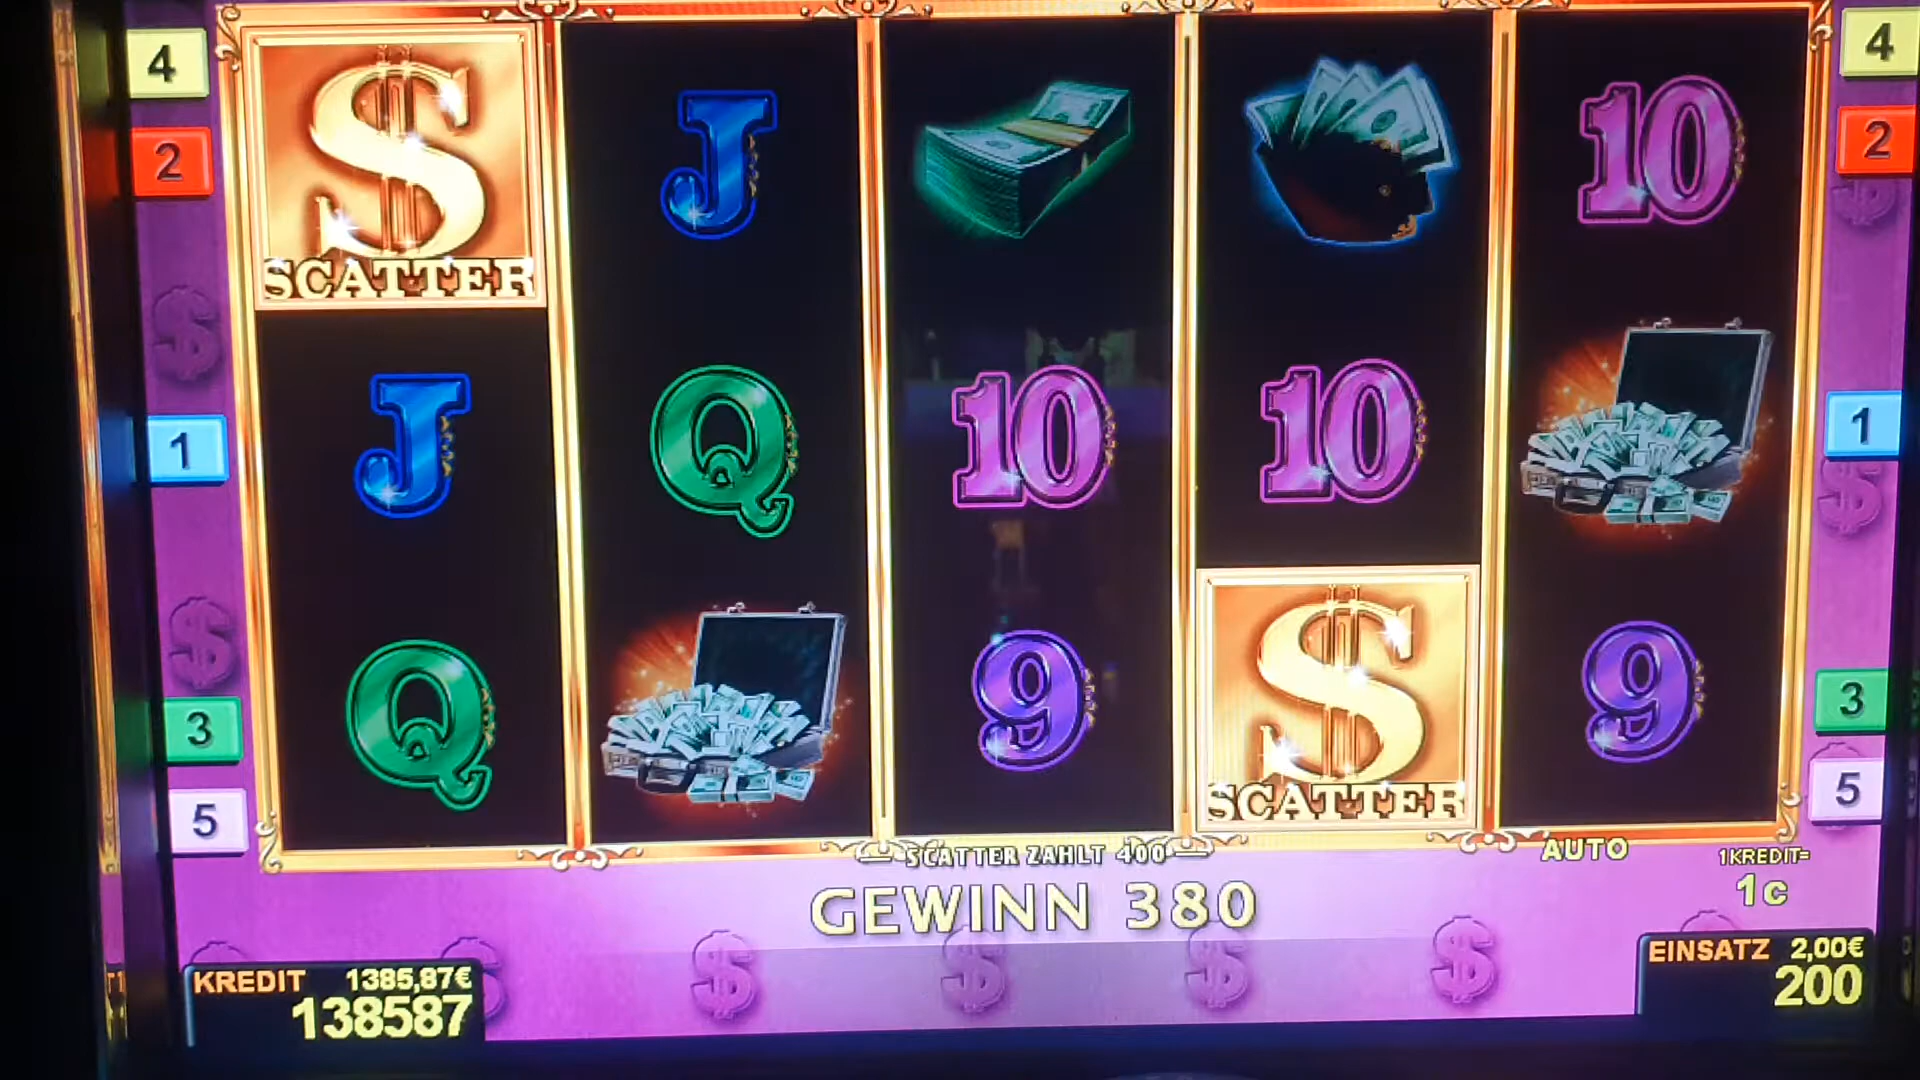 4 4
J 10
2 2
SCATTER
J Q 10 10
1 1
Q 9 9
3 3
SCATTER
5 5
SCATTER ZAHLT 400
AUTO
1KREDIT=
1c
GEWINN 380
KREDIT 1385,87€
138587
EINSATZ 2,00€
200